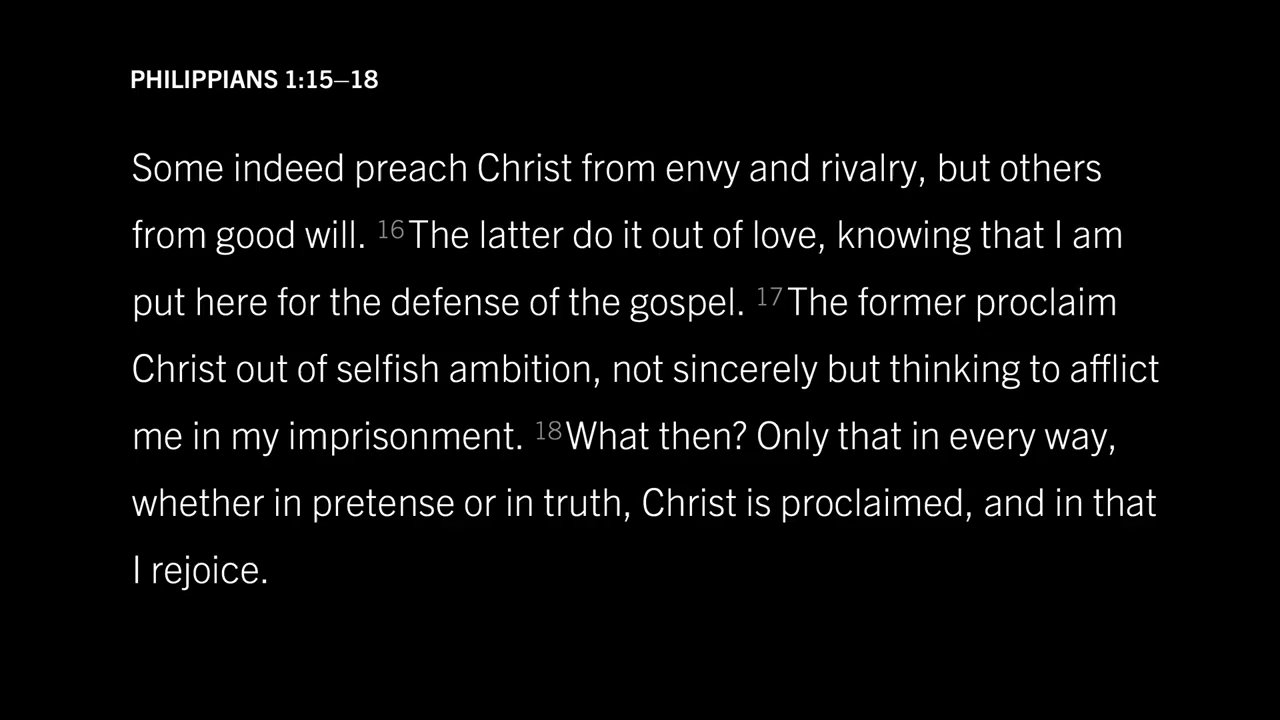 PHILIPPIANS 1:15–18
Some indeed preach Christ from envy and rivalry, but others
from good will. 16 The latter do it out of love, knowing that I am
put here for the defense of the gospel. 17 The former proclaim
Christ out of selfish ambition, not sincerely but thinking to afflict
me in my imprisonment. 18 What then? Only that in every way,
whether in pretense or in truth, Christ is proclaimed, and in that
I rejoice.